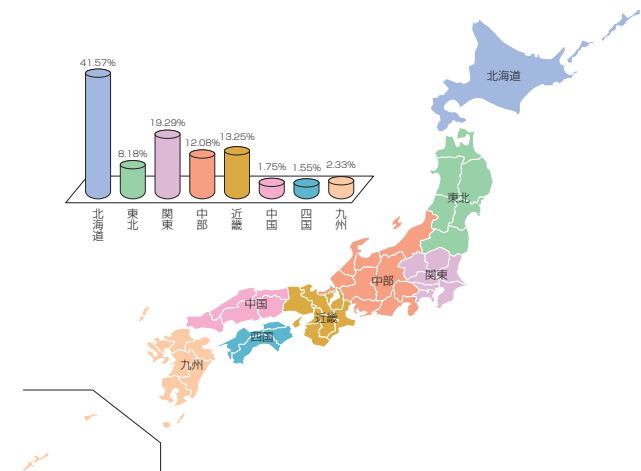 41.57%
8.18%
19.29%
12.08%
13.25%
1.75%
1.55%
2.33%
北海道
東北
関東
中部
近畿
中国
四国
九州
北海道
東北
関東
中部
近畿
中国
四国
九州